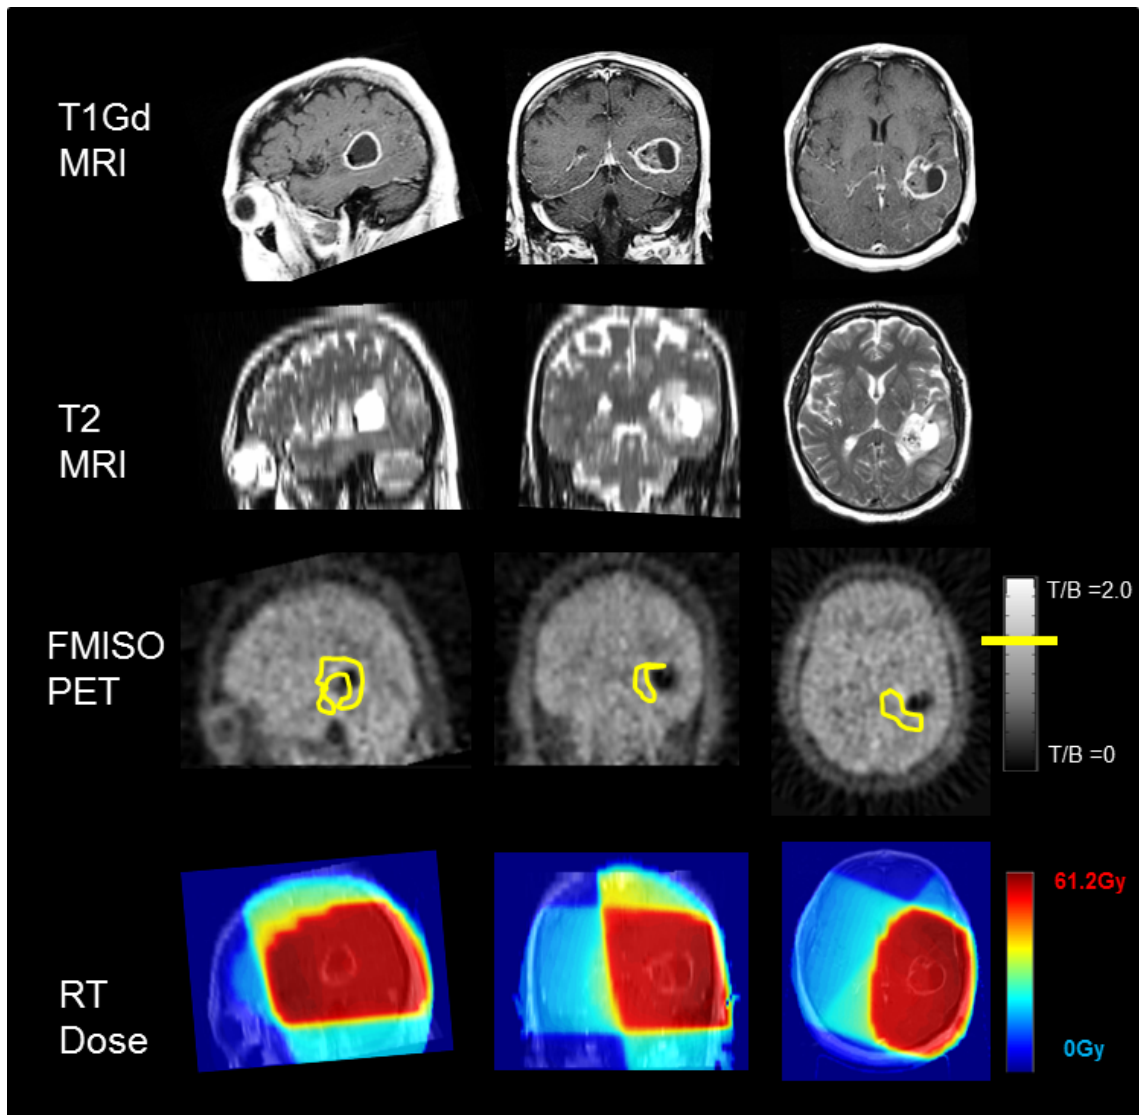 T1Gd
MRI
T2
MRI
FMISO
PET
T/B =2.0
T/B =0
RT
Dose
61.2Gy
0Gy